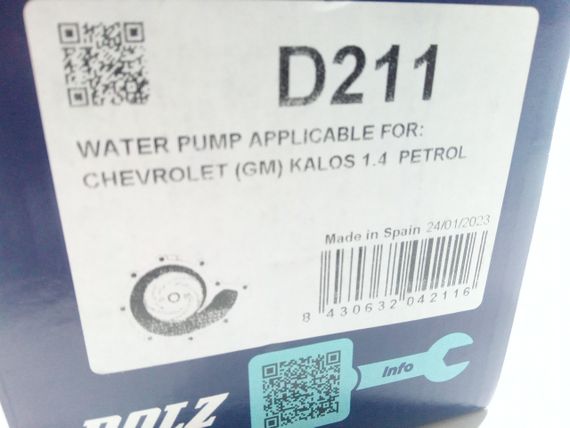 D211
WATER PUMP APPLICABLE FOR:
CHEVROLET (GM) KALOS 1.4 PETROL
Made in Spain 24/01/2023
8 430632 042116
Info
DOLZ